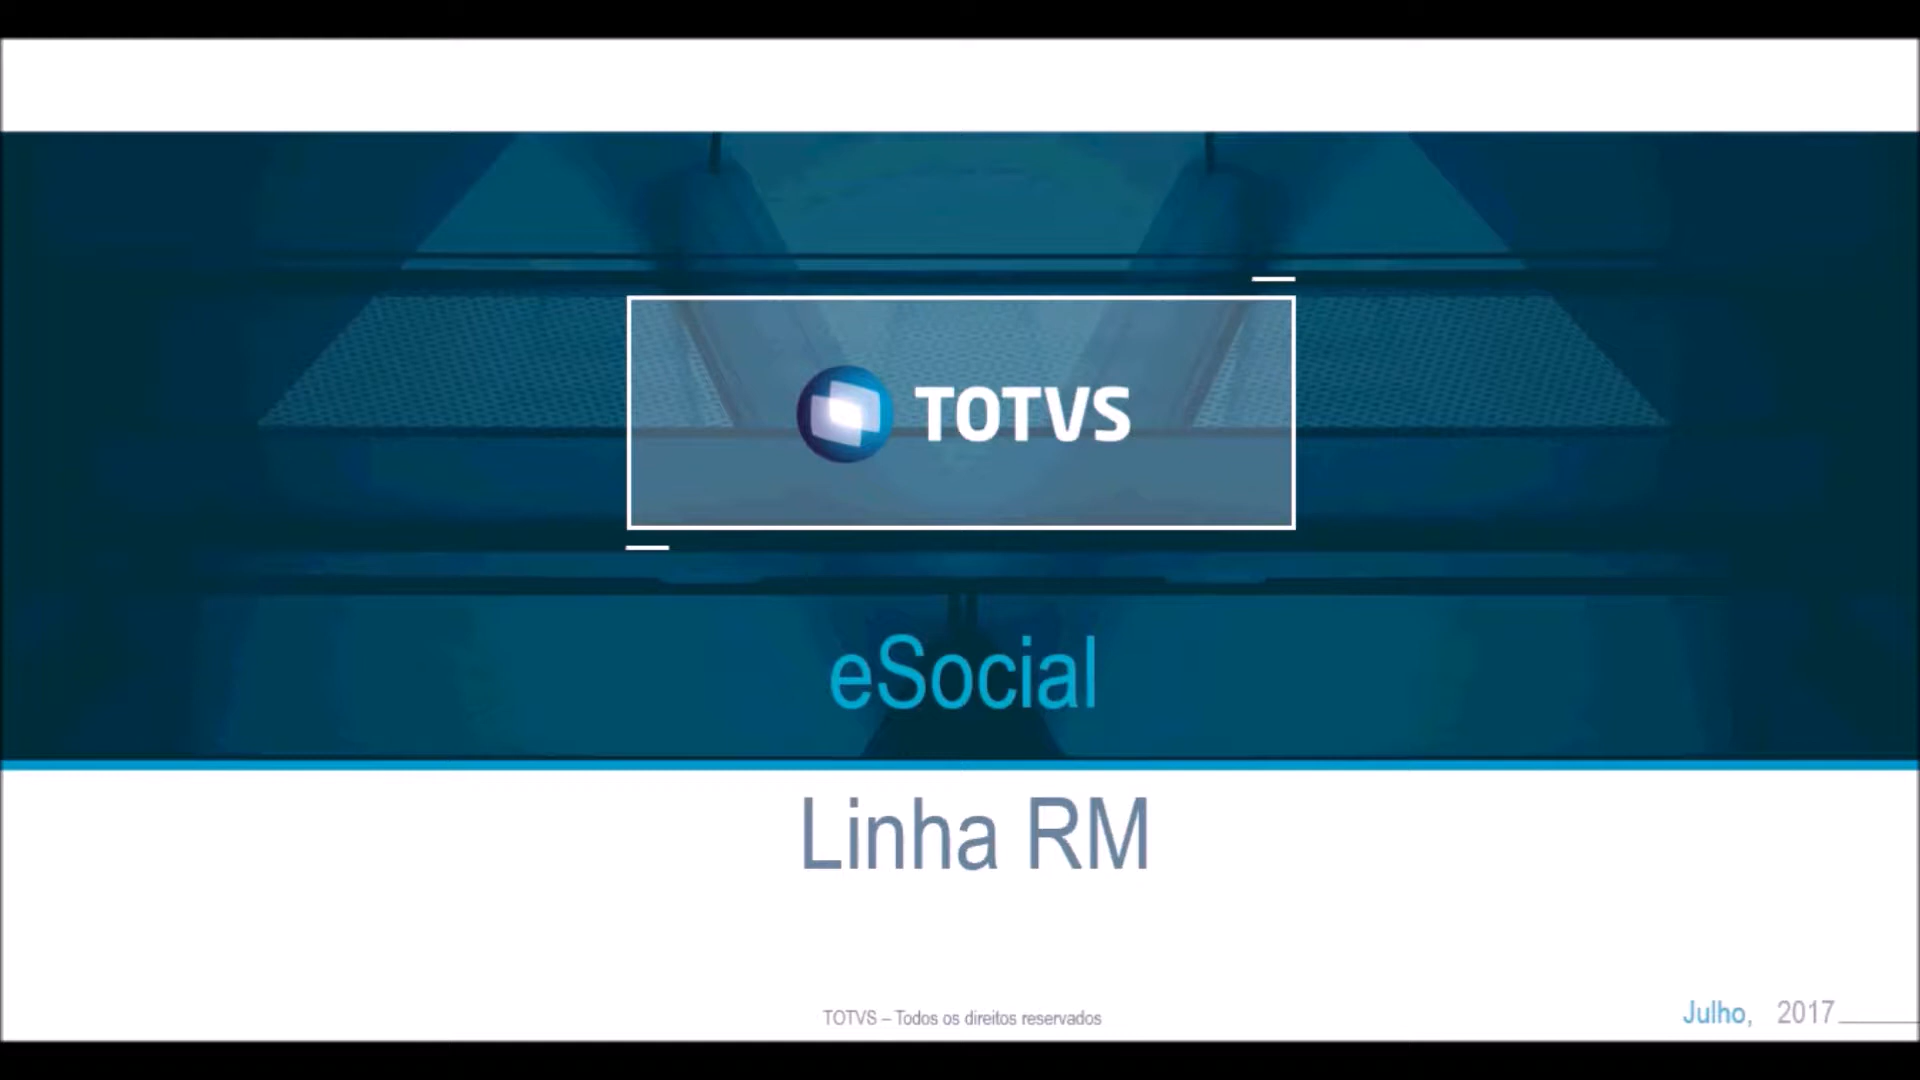 TOTVS
eSocial
Linha RM
TOTVS – Todos os direitos reservados
Julho, 2017